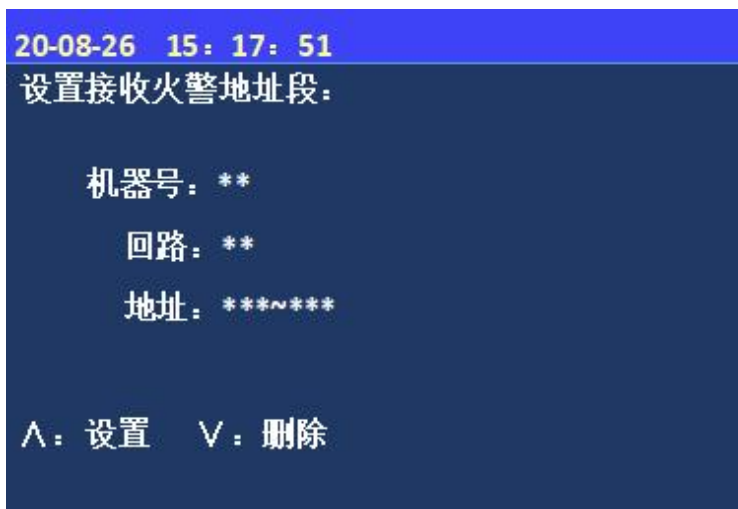 20-08-26 15：17：51
设置接收火警地址段：
机器号：**
回路：**
地址：***~***
∧：设置 ∨：删除